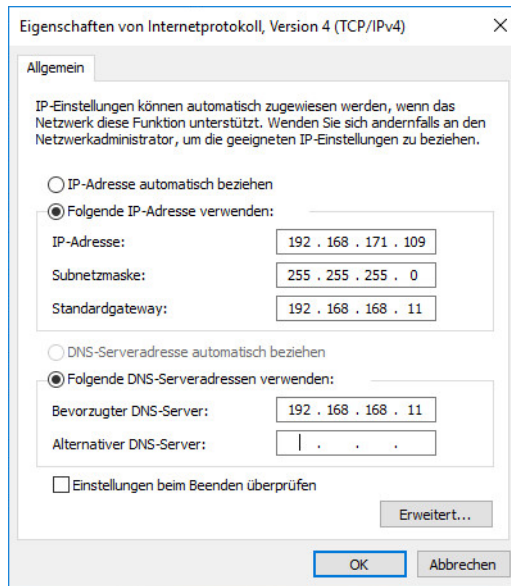 Eigenschaften von Internetprotokoll, Version 4 (TCP/IPv4)
Allgemein
IP-Einstellungen können automatisch zugewiesen werden, wenn das
Netzwerk diese Funktion unterstützt. Wenden Sie sich andernfalls an den
Netzwerkadministrator, um die geeigneten IP-Einstellungen zu beziehen.
IP-Adresse automatisch beziehen
Folgende IP-Adresse verwenden:
IP-Adresse: 192 . 168 . 171 . 109
Subnetzmaske: 255 . 255 . 255 . 0
Standardgateway: 192 . 168 . 168 . 11
DNS-Serveradresse automatisch beziehen
Folgende DNS-Serveradressen verwenden:
Bevorzugter DNS-Server: 192 . 168 . 168 . 11
Alternativer DNS-Server: . . .
Einstellungen beim Beenden überprüfen
Erweitert...
OK Abbrechen